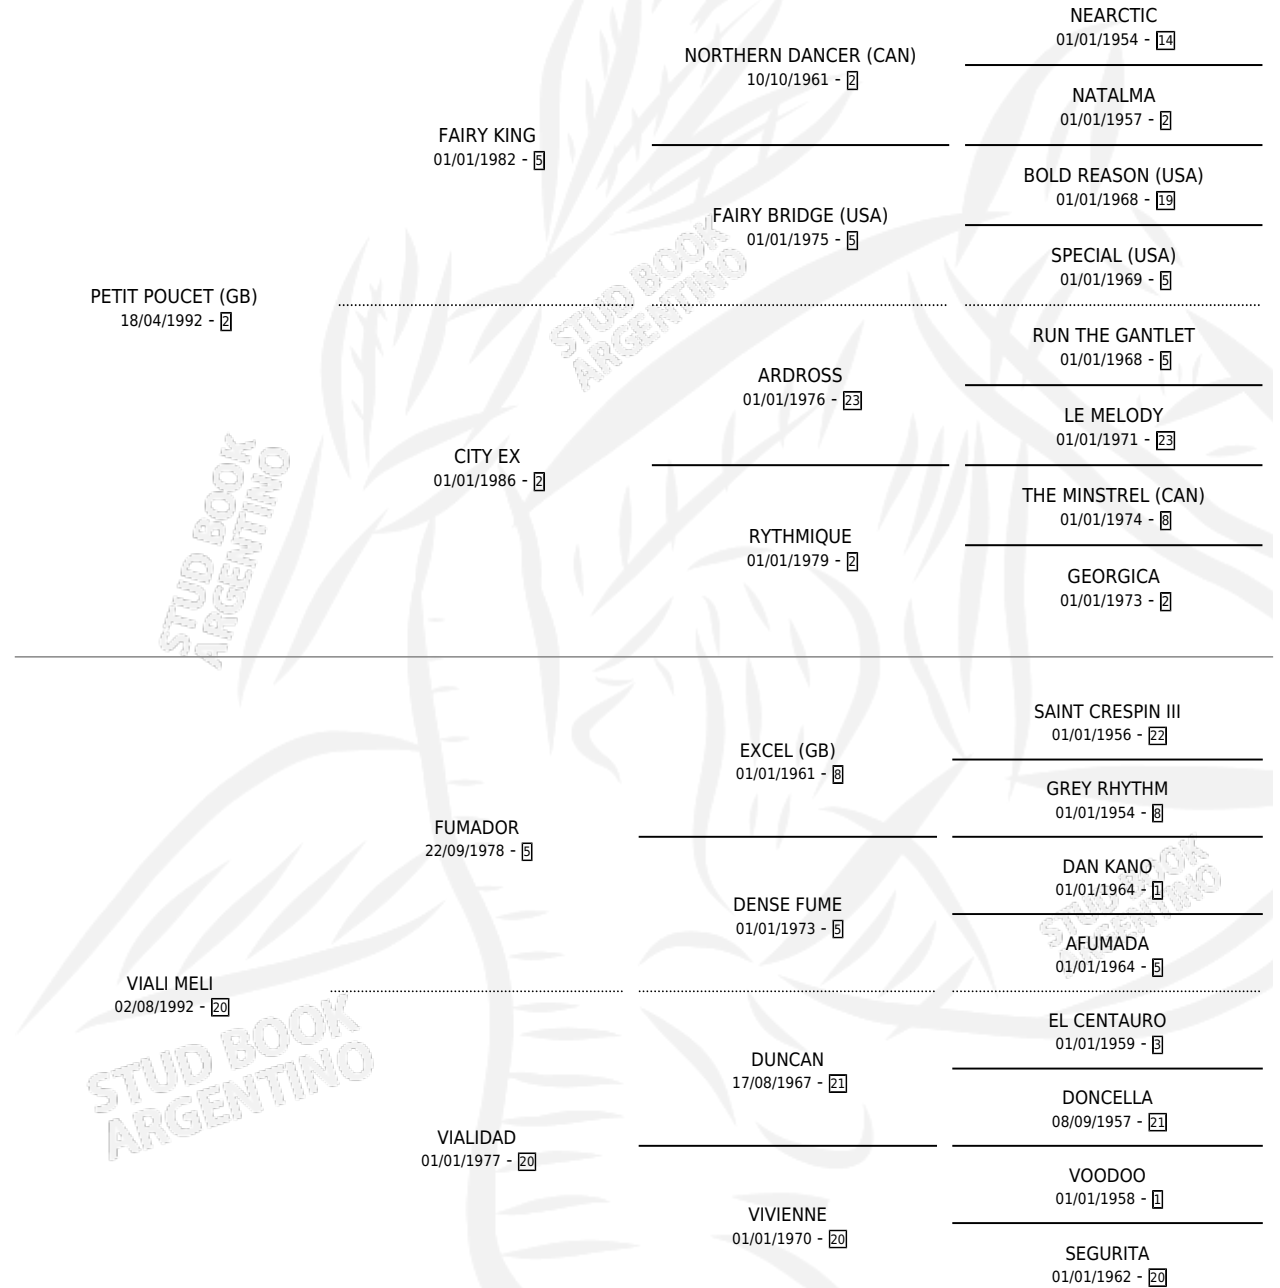 NEARCTIC
01/01/1954 - 14
NORTHERN DANCER (CAN)
10/10/1961 - 2
NATALMA
01/01/1957 - 2
FAIRY KING
01/01/1982 - 5
BOLD REASON (USA)
01/01/1968 - 19
FAIRY BRIDGE (USA)
01/01/1975 - 5
SPECIAL (USA)
01/01/1969 - 5
PETIT POUCET (GB)
18/04/1992 - 2
STUD BOOK
ARGENTINO
RUN THE GANTLET
01/01/1968 - 5
ARDROSS
01/01/1976 - 23
LE MELODY
01/01/1971 - 23
CITY EX
01/01/1986 - 2
THE MINSTREL (CAN)
01/01/1974 - 8
RYTHMIQUE
01/01/1979 - 2
GEORGICA
01/01/1973 - 2
STUD BOOK
ARGENTINO
SAINT CRESPIN III
01/01/1956 - 22
EXCEL (GB)
01/01/1961 - 8
GREY RHYTHM
01/01/1954 - 8
FUMADOR
22/09/1978 - 5
DAN KANO
01/01/1964 - 1
DENSE FUME
01/01/1973 - 5
AFUMADA
01/01/1964 - 5
STUD BOOK
ARGENTINO
VIALI MELI
02/08/1992 - 20
EL CENTAURO
01/01/1959 - 3
DUNCAN
17/08/1967 - 21
DONCELLA
08/09/1957 - 21
STUD BOOK
ARGENTINO
VIALIDAD
01/01/1977 - 20
VOODOO
01/01/1958 - 1
VIVIENNE
01/01/1970 - 20
SEGURITA
01/01/1962 - 20